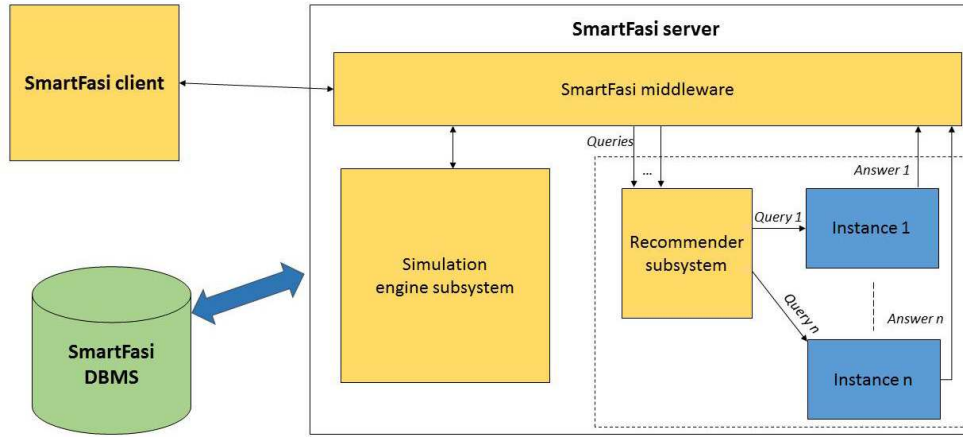 SmartFasi server
SmartFasi client
SmartFasi middleware
Queries
...
Answer 1
Query 1
Instance 1
Recommender
subsystem
Simulation
engine subsystem
Query n
Answer n
SmartFasi
DBMS
Instance n